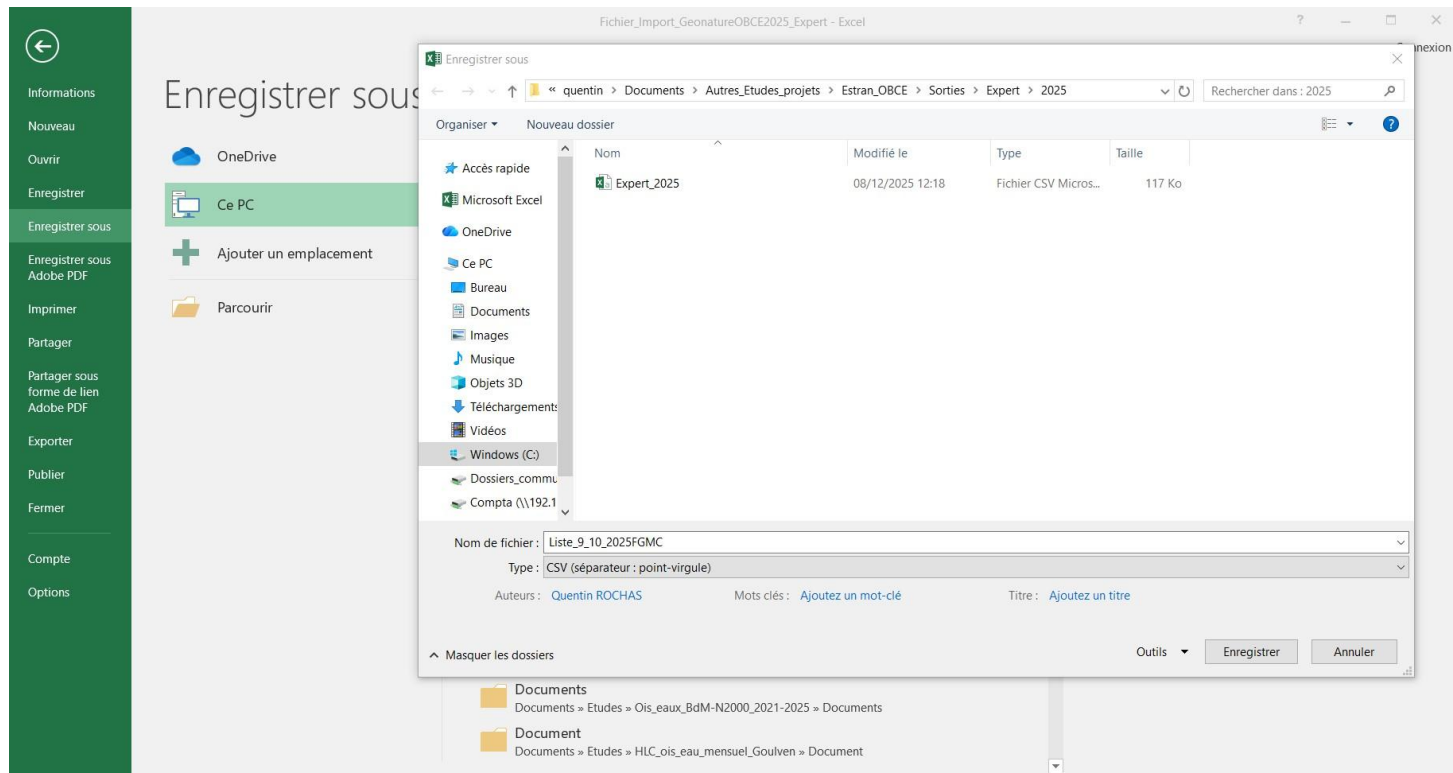 Fichier_Import_GeonatureOBCE2025_Expert - Excel
?
nexion
Informations
Nouveau
Ouvrir
Enregistrer
Enregistrer sous
Enregistrer sous
Adobe PDF
Imprimer
Partager
Partager sous
forme de lien
Adobe PDF
Exporter
Publier
Fermer
Compte
Options
Enregistrer sous
OneDrive
Ce PC
Ajouter un emplacement
Parcourir
Enregistrer sous
« quentin > Documents > Autres_Etudes_projets > Estran_OBCE > Sorties > Expert > 2025
Rechercher dans : 2025
Organiser
Nouveau dossier
?
Accès rapide
Microsoft Excel
OneDrive
Ce PC
Bureau
Documents
Images
Musique
Objets 3D
Téléchargements
Vidéos
Windows (C:)
Dossiers_commu
Compta (\\192.1
Nom Modifié le Type Taille
Expert_2025 08/12/2025 12:18 Fichier CSV Micros... 117 Ko
Nom de fichier : Liste_9_10_2025FGMC
Type : CSV (séparateur : point-virgule)
Auteurs : Quentin ROCHAS Mots clés : Ajoutez un mot-clé Titre : Ajoutez un titre
Masquer les dossiers
Outils Enregistrer Annuler
Documents
Documents » Etudes » Ois_eaux_BdM-N2000_2021-2025 » Documents
Document
Documents » Etudes » HLC_ois_eau_mensuel_Goulven » Document